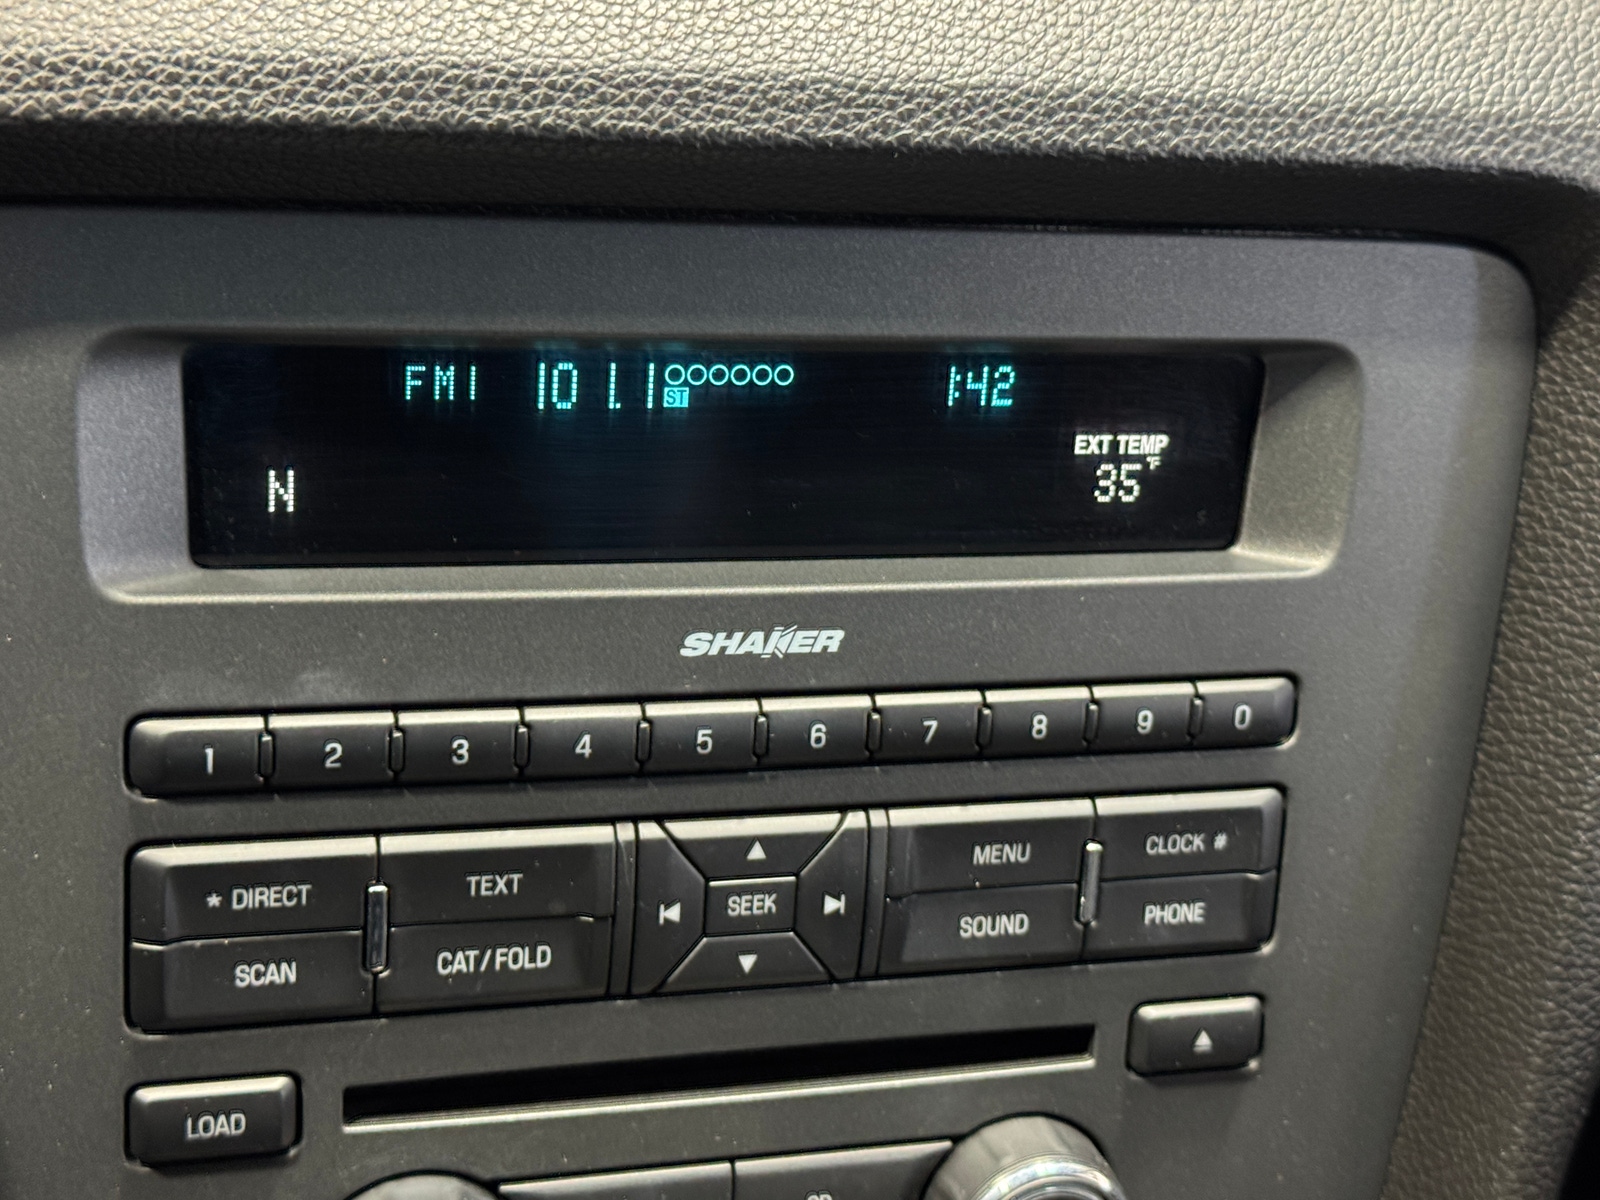 FM1 101.1 ST 1:42
EXT TEMP
N 35°F
SHAKER
1 2 3 4 5 6 7 8 9 0
* DIRECT TEXT SEEK MENU CLOCK #
SCAN CAT/FOLD SOUND PHONE
LOAD